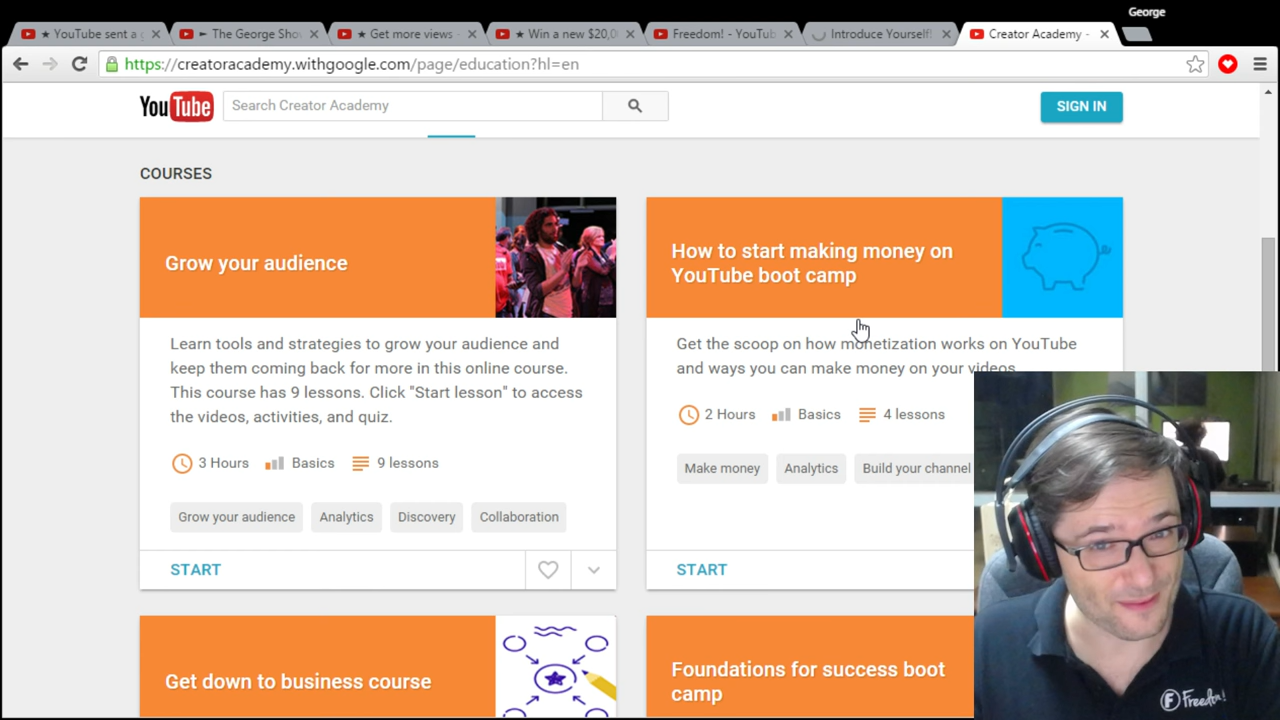 George
★ YouTube sent a g
► The George Sho
★ Get more views -
★ Win a new $20,0
Freedom! - YouTub
Introduce Yourself!
Creator Academy -
https://creatoracademy.withgoogle.com/page/education?hl=en
YouTube
Search Creator Academy
SIGN IN
COURSES
Grow your audience
Learn tools and strategies to grow your audience and
keep them coming back for more in this online course.
This course has 9 lessons. Click "Start lesson" to access
the videos, activities, and quiz.
3 Hours
Basics
9 lessons
Grow your audience
Analytics
Discovery
Collaboration
START
How to start making money on
YouTube boot camp
Get the scoop on how monetization works on YouTube
and ways you can make money on your videos.
2 Hours
Basics
4 lessons
Make money
Analytics
Build your channel
START
Get down to business course
Foundations for success boot
camp
Freedom!